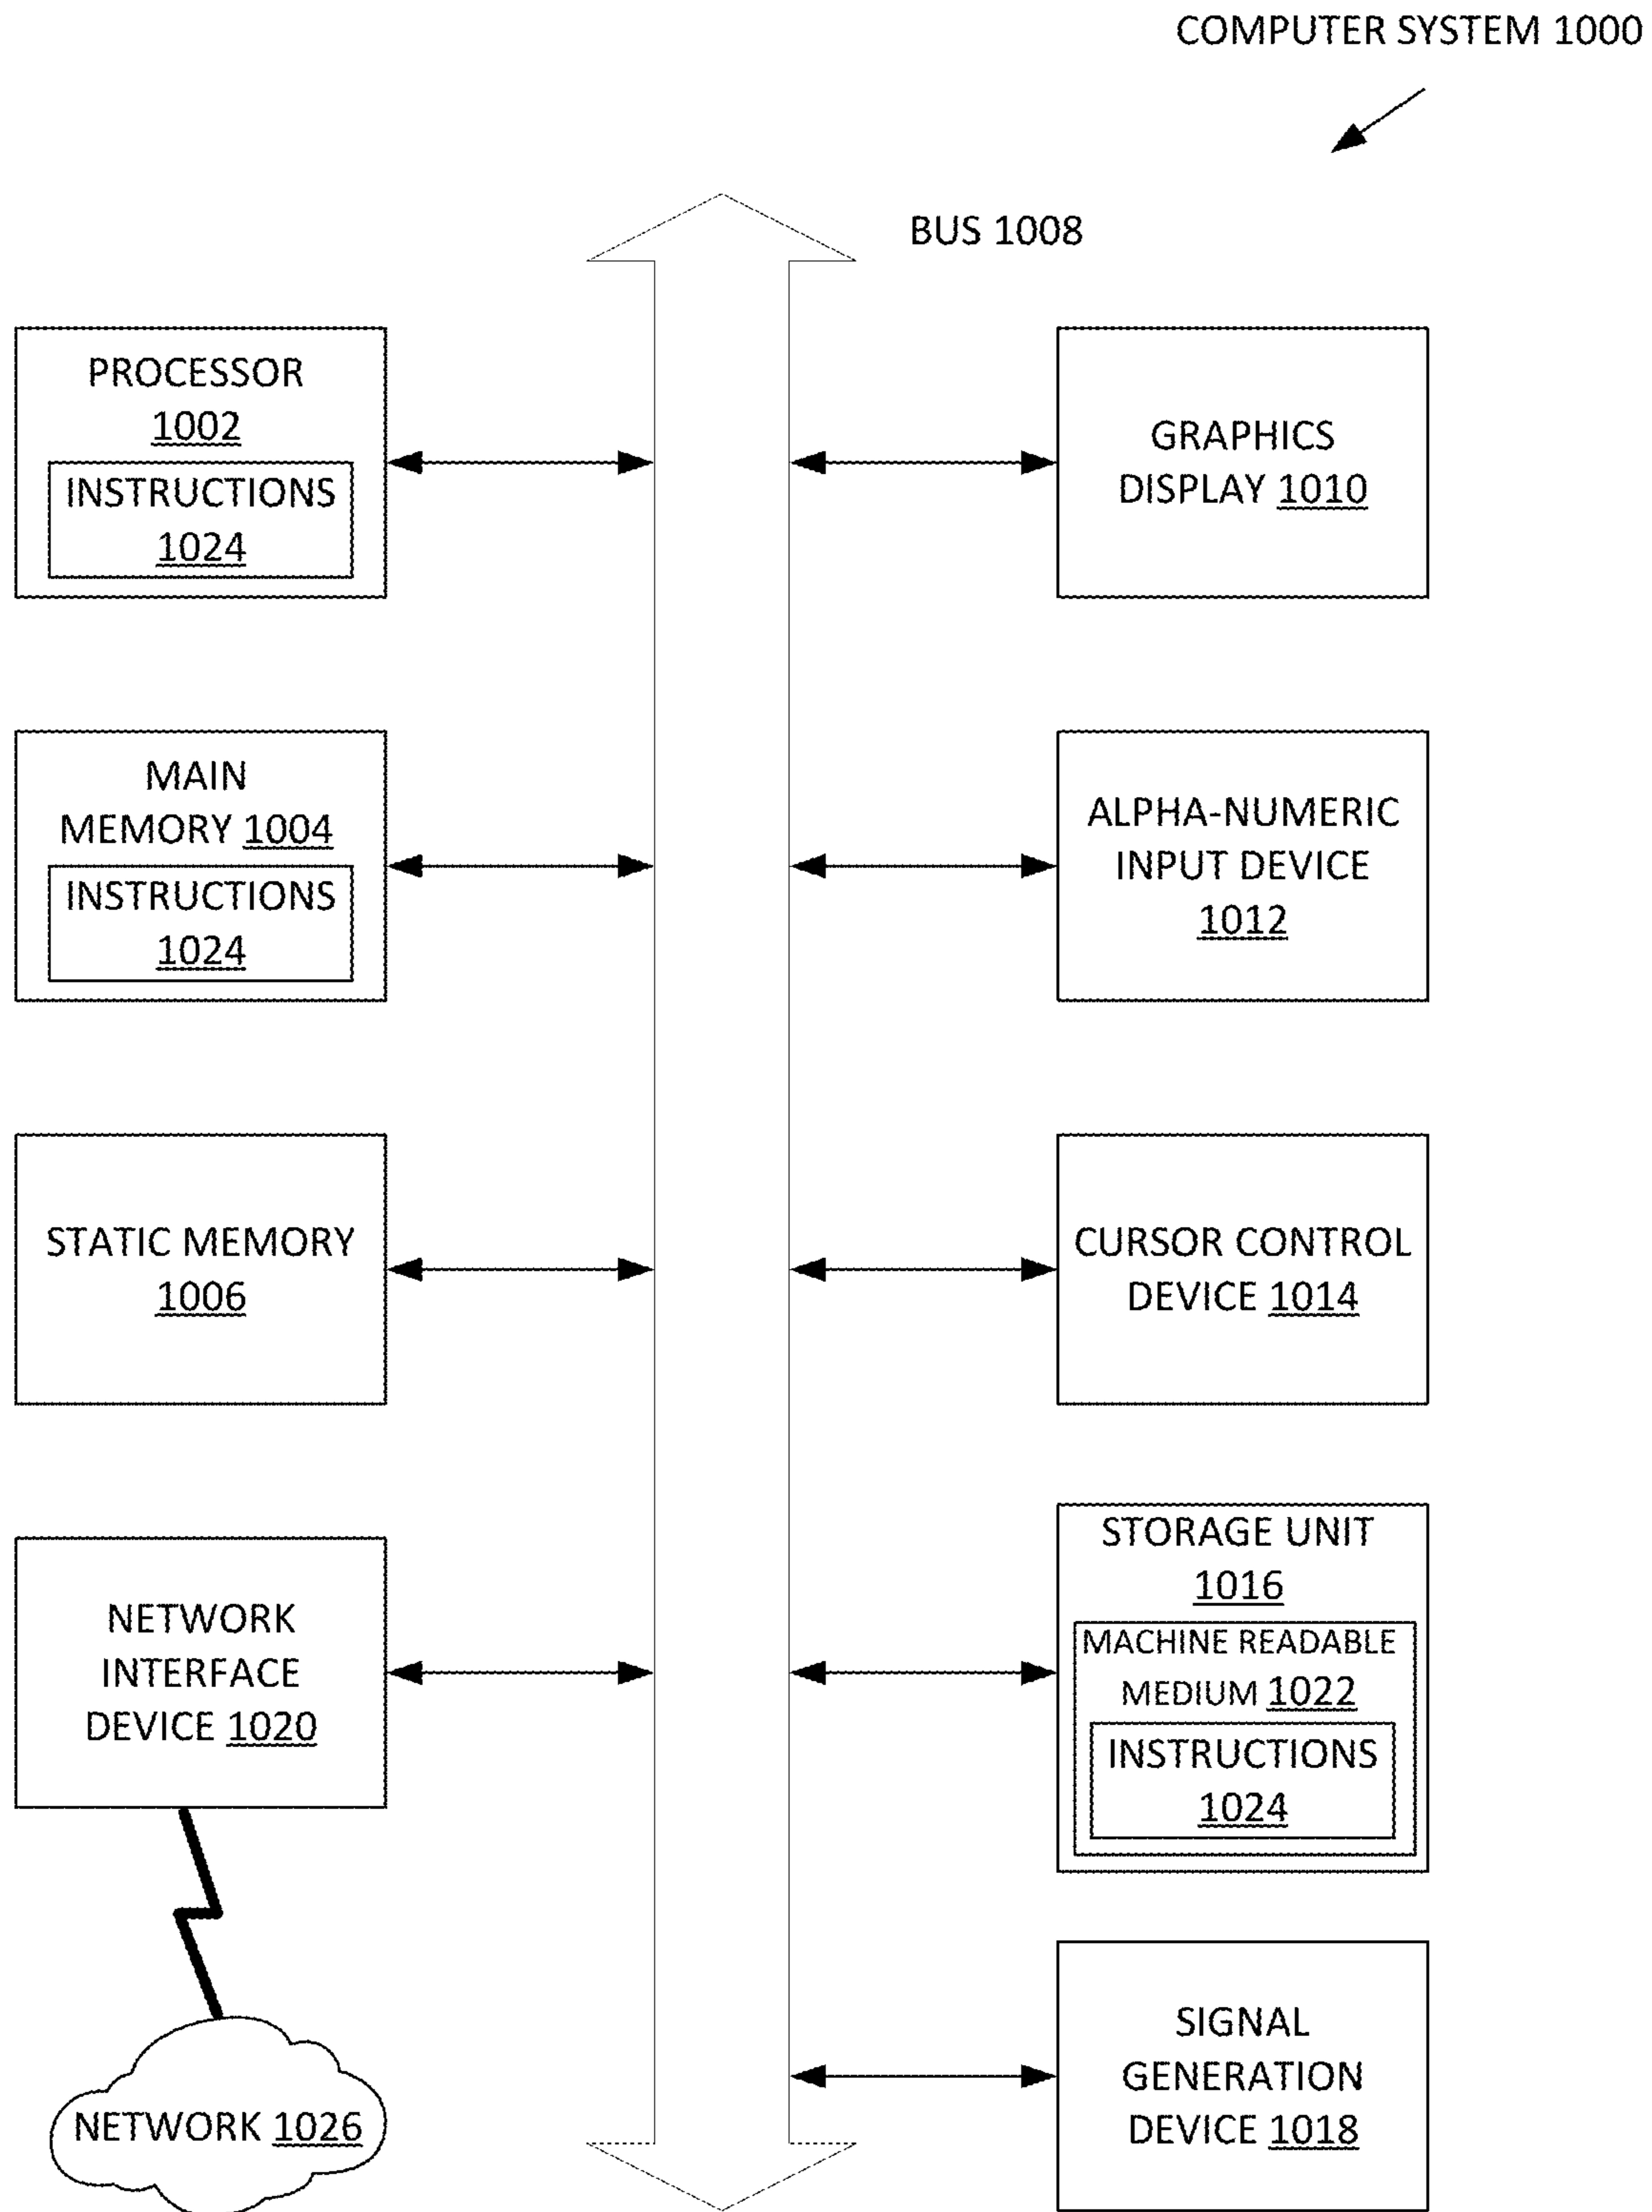 COMPUTER SYSTEM 1000
BUS 1008
PROCESSOR
1002
INSTRUCTIONS
1024
GRAPHICS
DISPLAY 1010
MAIN
MEMORY 1004
INSTRUCTIONS
1024
ALPHA-NUMERIC
INPUT DEVICE
1012
STATIC MEMORY
1006
CURSOR CONTROL
DEVICE 1014
NETWORK
INTERFACE
DEVICE 1020
STORAGE UNIT
1016
MACHINE READABLE
MEDIUM 1022
INSTRUCTIONS
1024
NETWORK 1026
SIGNAL
GENERATION
DEVICE 1018